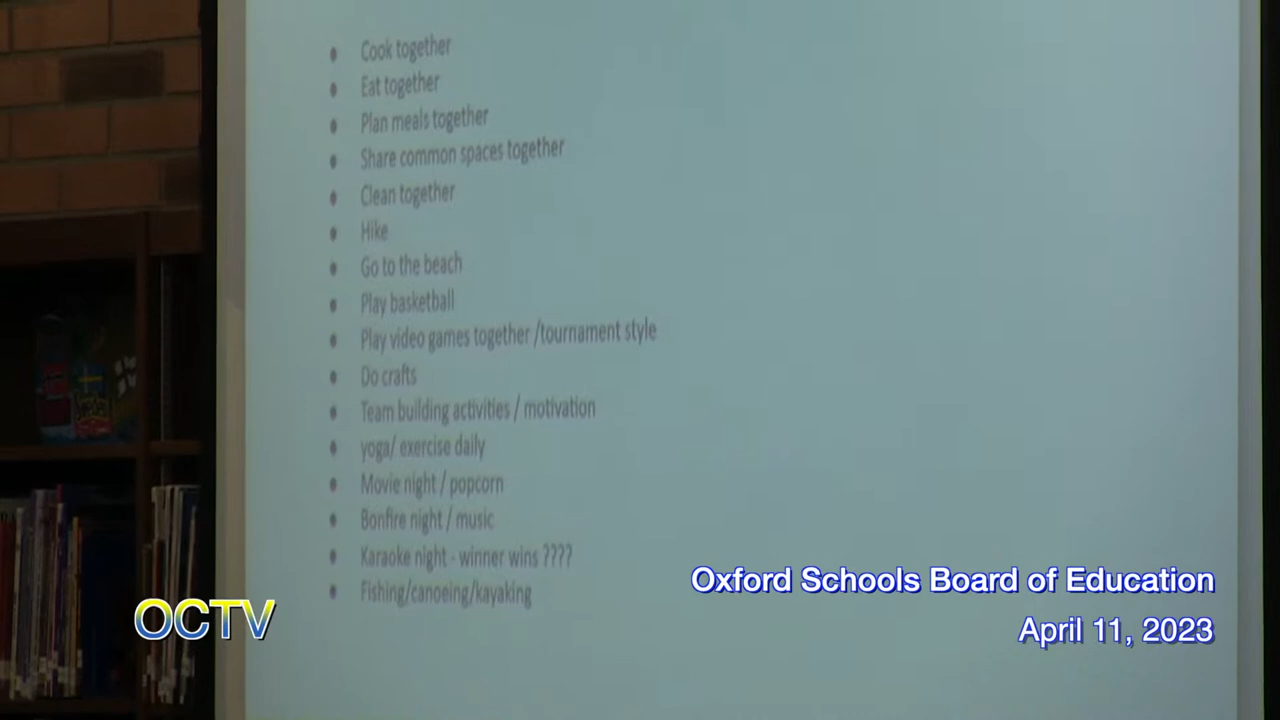 • Cook together
• Eat together
• Plan meals together
• Share common spaces together
• Clean together
• Hike
• Go to the beach
• Play basketball
• Play video games together /tournament style
• Do crafts
• Team building activities / motivation
• yoga/ exercise daily
• Movie night / popcorn
• Bonfire night / music
• Karaoke night - winner wins ????
• Fishing/canoeing/kayaking
Oxford Schools Board of Education
April 11, 2023
OCTV